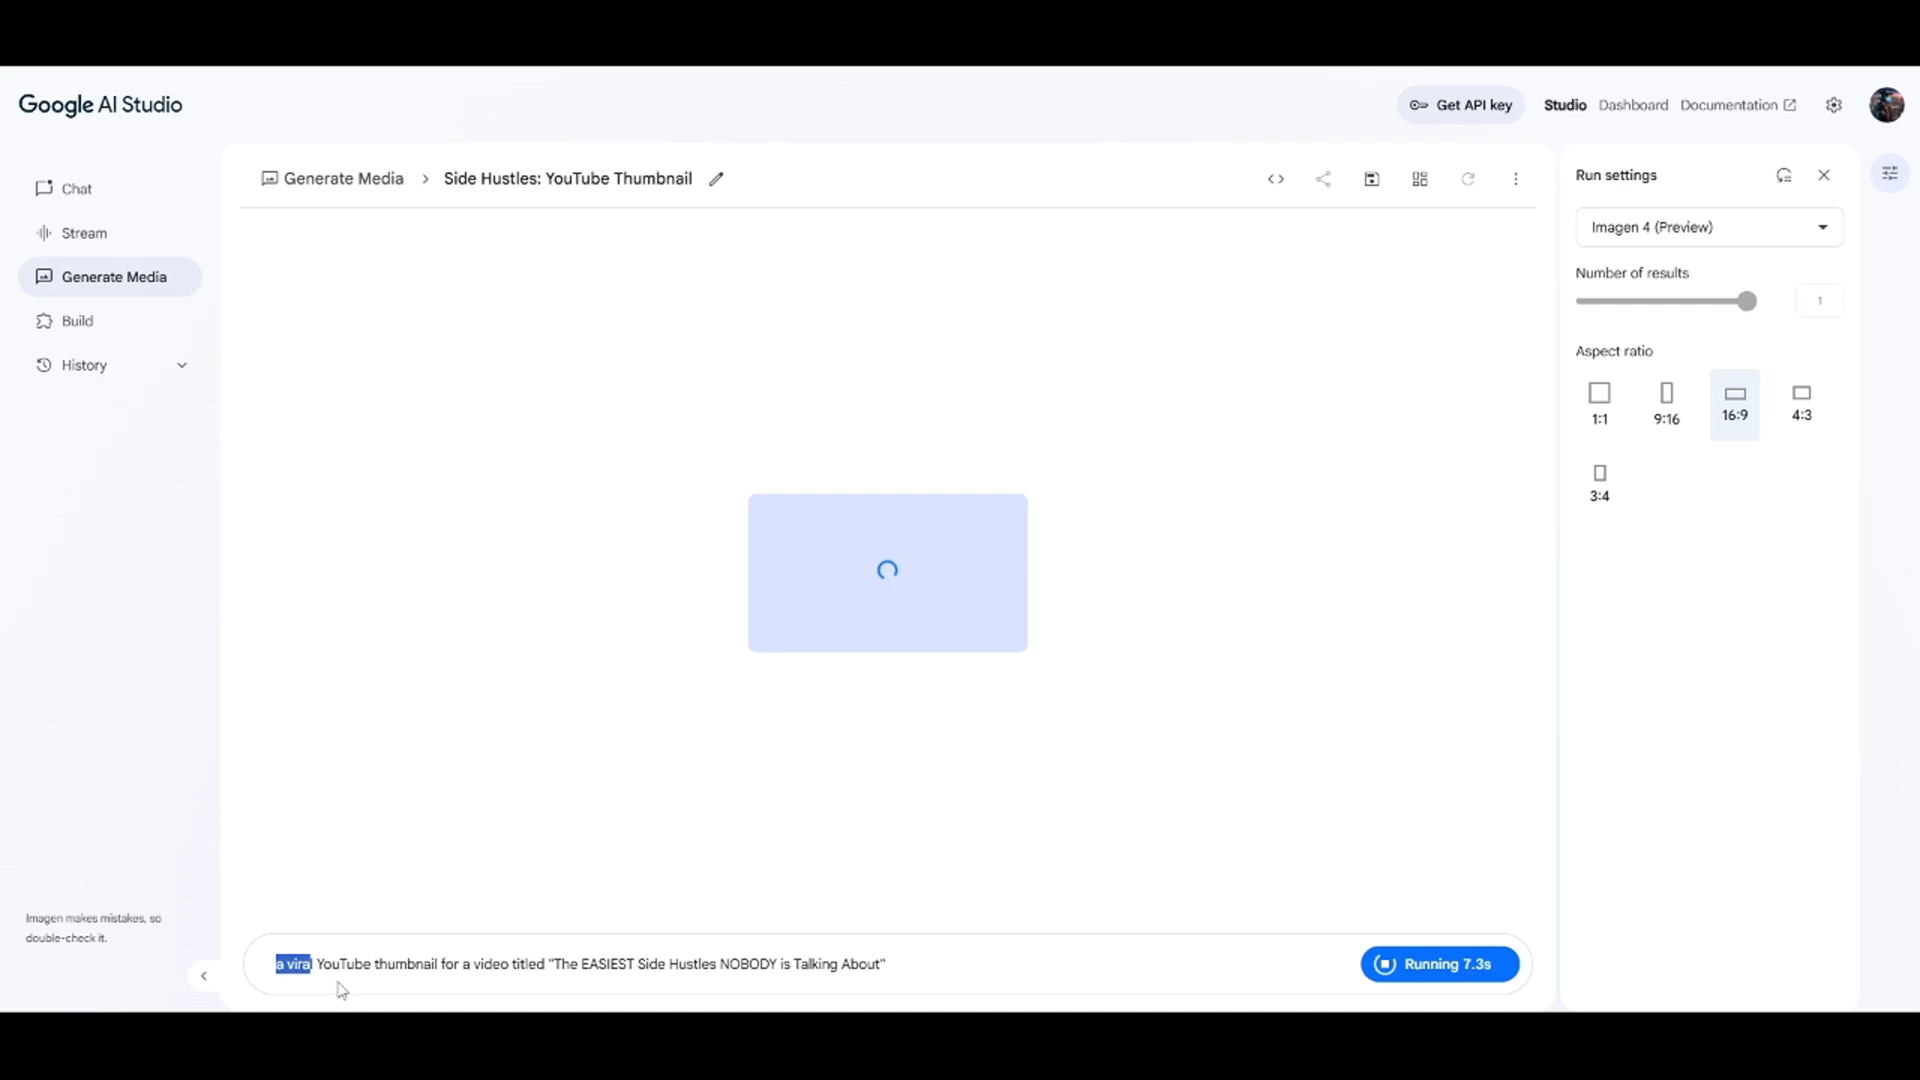 Google AI Studio
Get API key
Studio
Dashboard
Documentation
Chat
Stream
Generate Media
Build
History
Generate Media > Side Hustles: YouTube Thumbnail
Run settings
Imagen 4 (Preview)
Number of results
1
Aspect ratio
1:1
9:16
16:9
4:3
3:4
Imagen makes mistakes, so
double-check it.
a viral YouTube thumbnail for a video titled "The EASIEST Side Hustles NOBODY is Talking About"
Running 7.3s